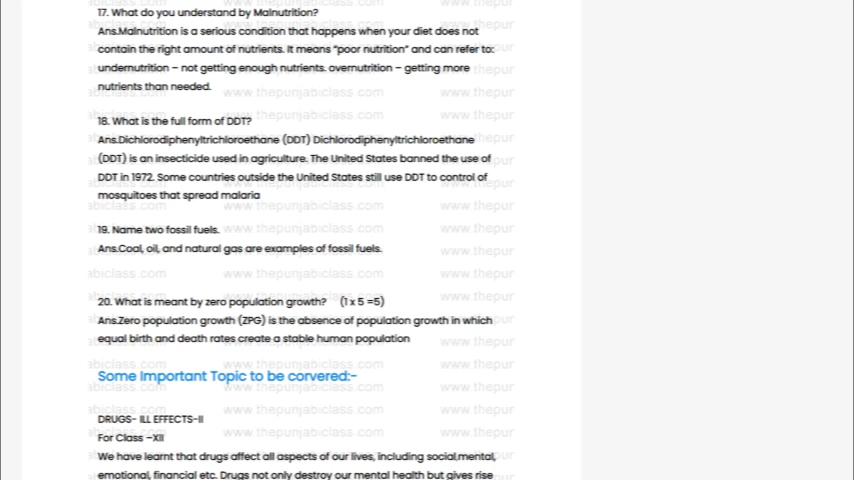 17. What do you understand by Malnutrition?
Ans.Malnutrition is a serious condition that happens when your diet does not
contain the right amount of nutrients. It means “poor nutrition” and can refer to:
undernutrition – not getting enough nutrients. overnutrition – getting more
nutrients than needed.
18. What is the full form of DDT?
Ans.Dichlorodiphenyltrichloroethane (DDT) Dichlorodiphenyltrichloroethane
(DDT) is an insecticide used in agriculture. The United States banned the use of
DDT in 1972. Some countries outside the United States still use DDT to control of
mosquitoes that spread malaria
19. Name two fossil fuels.
Ans.Coal, oil, and natural gas are examples of fossil fuels.
20. What is meant by zero population growth? (1 x 5 =5)
Ans.Zero population growth (ZPG) is the absence of population growth in which
equal birth and death rates create a stable human population
Some Important Topic to be corvered:-
DRUGS- ILL EFFECTS-II
For Class –XII
We have learnt that drugs affect all aspects of our lives, including social,mental,
emotional, financial etc. Drugs not only destroy our mental health but gives rise
www.thepunjabiclass.com